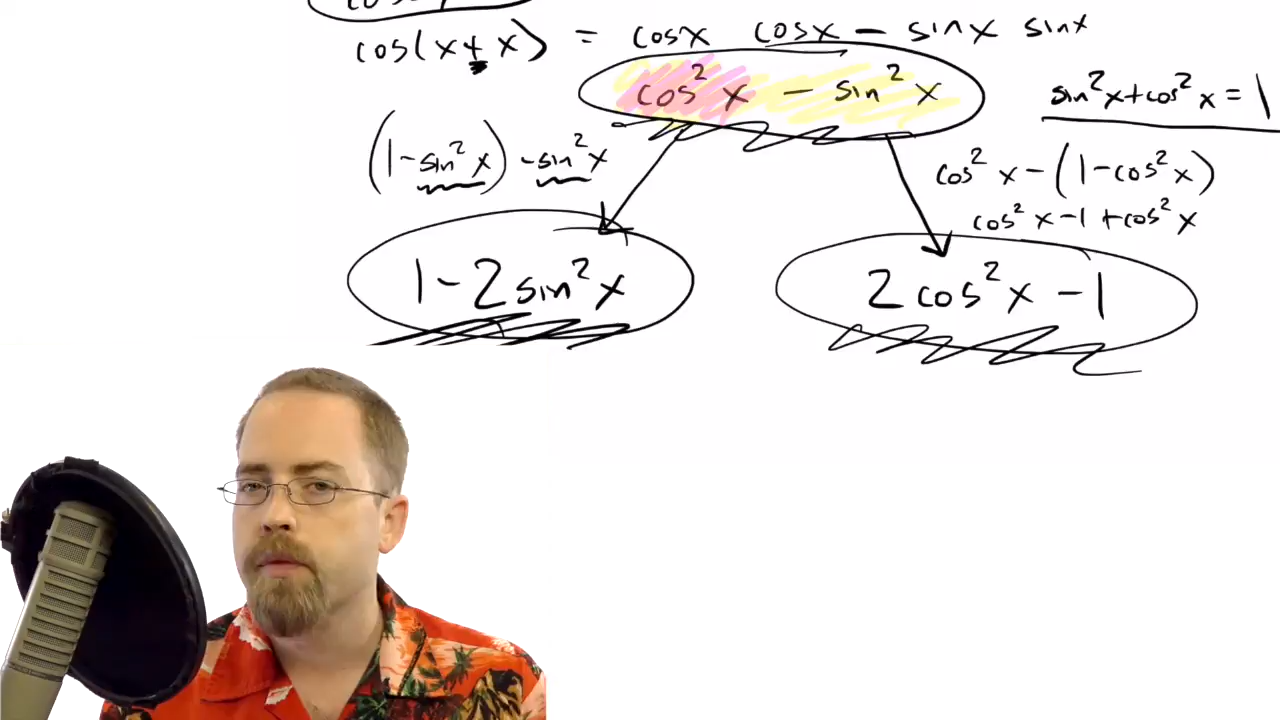 cos(x+x) = cosx cosx - sinx sinx
cos²x - sin²x
sin²x+cos²x = 1
(1-sin²x) -sin²x
cos²x - (1-cos²x)
cos²x -1 +cos²x
1-2sin²x
2cos²x -1